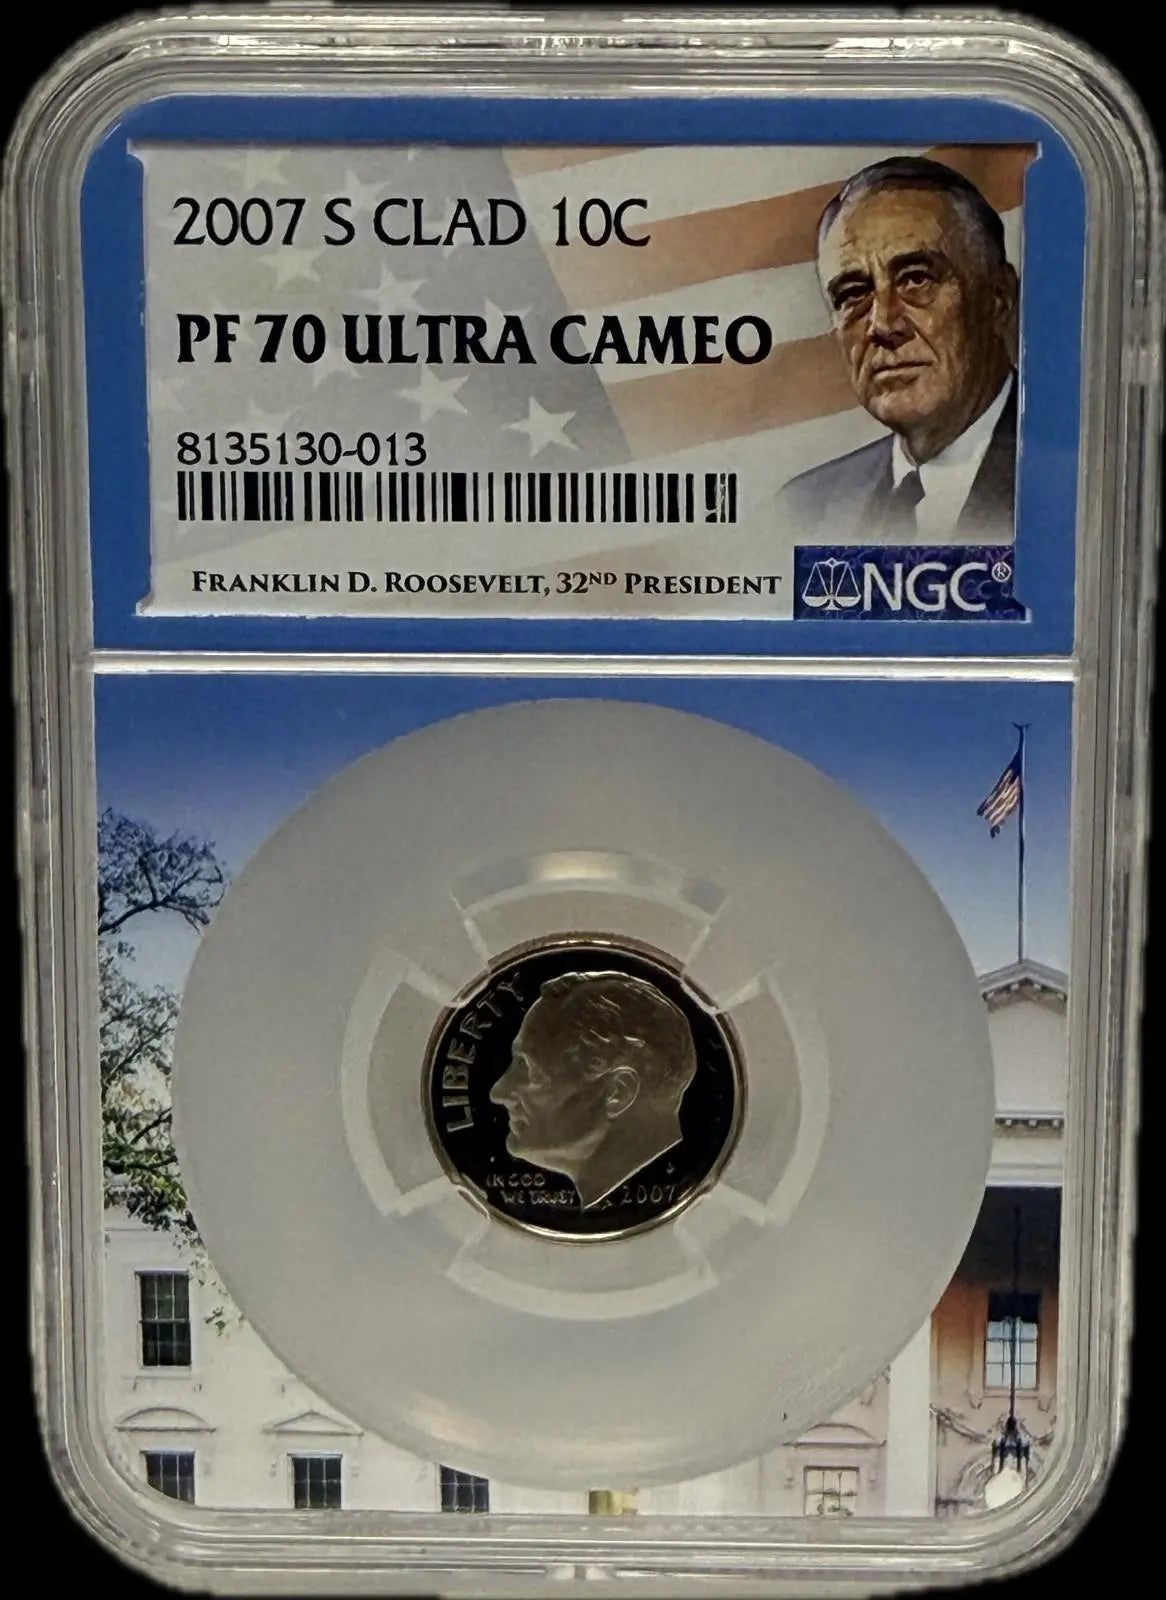 2007 S CLAD 10C
PF 70 ULTRA CAMEO
8135130-013
FRANKLIN D. ROOSEVELT, 32ND PRESIDENT
NGC®
LIBERTY
IN GOD
WE TRUST
2007